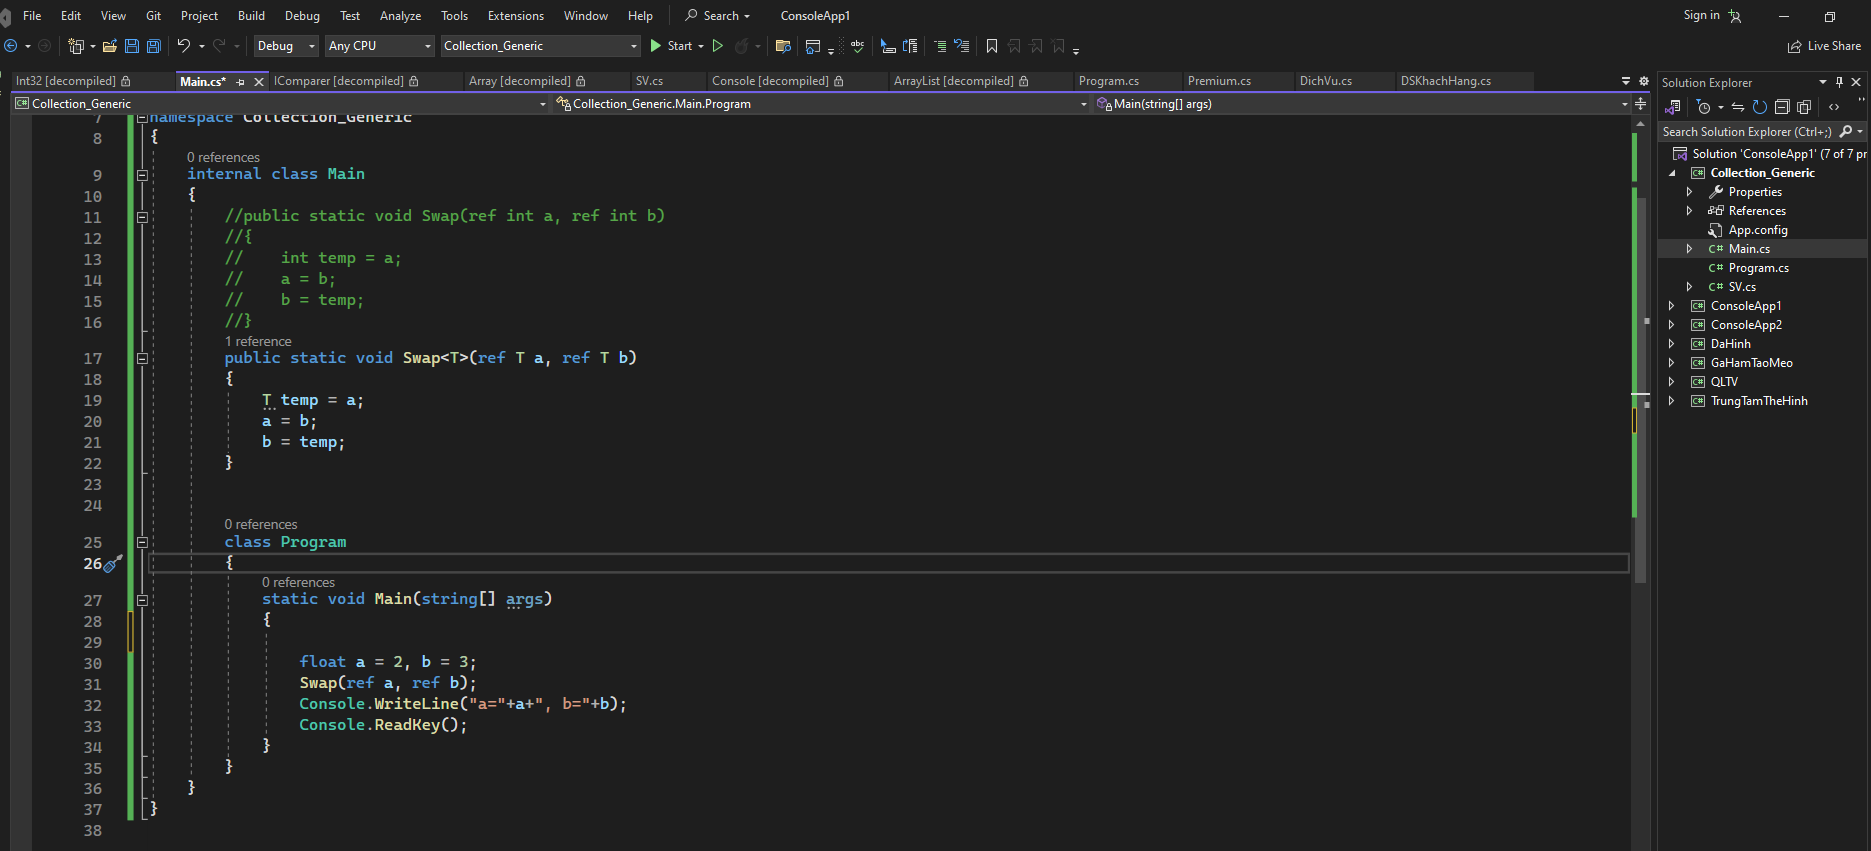 File Edit View Git Project Build Debug Test Analyze Tools Extensions Window Help Search ConsoleApp1 Sign in
Debug Any CPU Collection_Generic Start Live Share
Int32 [decompiled] Main.cs* IComparer [decompiled] Array [decompiled] SV.cs Console [decompiled] ArrayList [decompiled] Program.cs Premium.cs DichVu.cs DSKhachHang.cs
Collection_Generic Collection_Generic.Main.Program Main(string[] args)
7 namespace Collection_Generic
8 {
0 references
9 internal class Main
10 {
11 //public static void Swap(ref int a, ref int b)
12 //{
13 // int temp = a;
14 // a = b;
15 // b = temp;
16 //}
1 reference
17 public static void Swap<T>(ref T a, ref T b)
18 {
19 T temp = a;
20 a = b;
21 b = temp;
22 }
23
24
0 references
25 class Program
26 {
0 references
27 static void Main(string[] args)
28 {
29
30 float a = 2, b = 3;
31 Swap(ref a, ref b);
32 Console.WriteLine("a="+a+", b="+b);
33 Console.ReadKey();
34 }
35 }
36 }
37 }
38
Solution Explorer
Search Solution Explorer (Ctrl+;)
Solution 'ConsoleApp1' (7 of 7 pr
C# Collection_Generic
Properties
References
App.config
C# Main.cs
C# Program.cs
C# SV.cs
C# ConsoleApp1
C# ConsoleApp2
C# DaHinh
C# GaHamTaoMeo
C# QLTV
C# TrungTamTheHinh